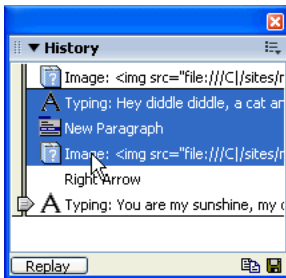 History
Image: <img src="file:///C|/sites/r
Typing: Hey diddle diddle, a cat an
New Paragraph
Image: <img src="file:///C|/sites/r
Right Arrow
Typing: You are my sunshine, my
Replay